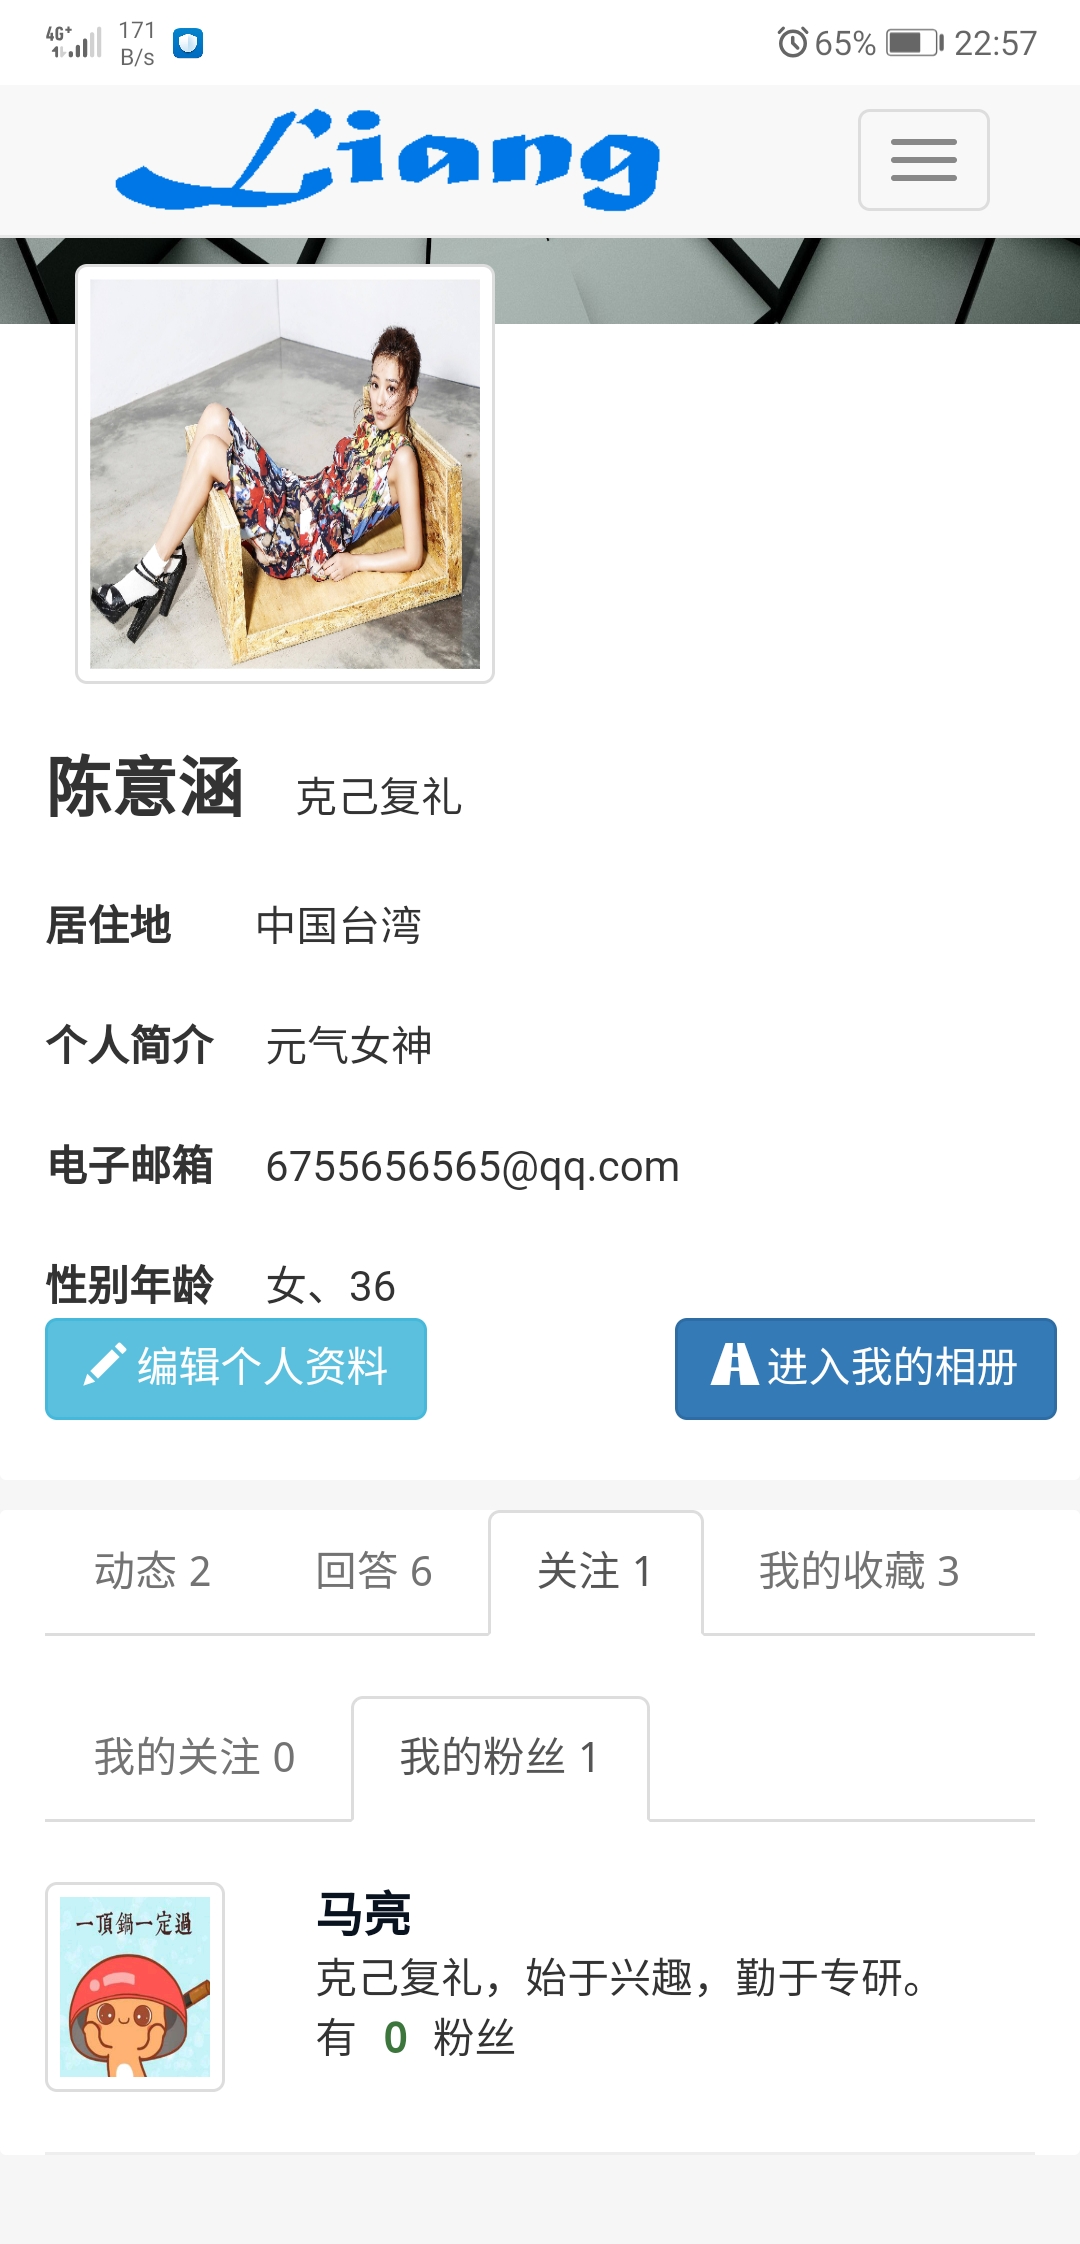 4G+ 171 B/s 65% 22:57
Liang
陈意涵 克己复礼
居住地 中国台湾
个人简介 元气女神
电子邮箱 6755656565@qq.com
性别年龄 女、36
编辑个人资料 进入我的相册
动态 2 回答 6 关注 1 我的收藏 3
我的关注 0 我的粉丝 1
一頂鍋一定過
马亮
克己复礼，始于兴趣，勤于专研。
有 0 粉丝